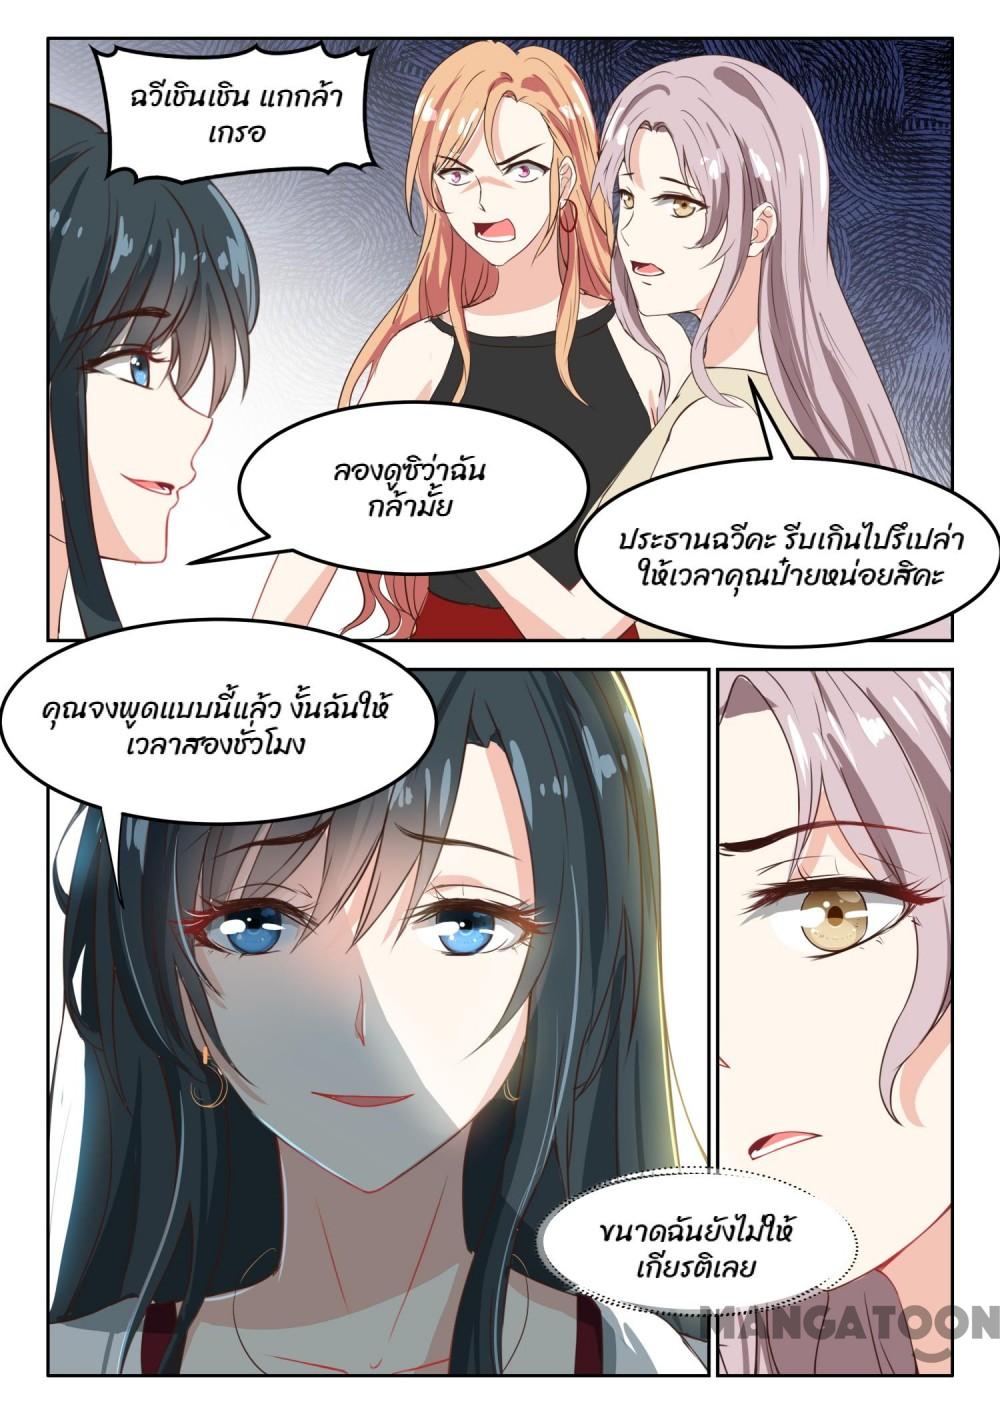 ฉวีเชินเชิน แกกล้า
เกรอ
ลองดูซิว่าฉัน
กล้ามั้ย
ประธานฉวีคะ รีบเกินไปรึเปล่า
ให้เวลาคุณป๋ายหน่อยสิคะ
คุณจงพูดแบบนี้แล้ว งั้นฉันให้
เวลาสองชั่วโมง
ขนาดฉันยังไม่ให้
เกียรติเลย
MANGATOON